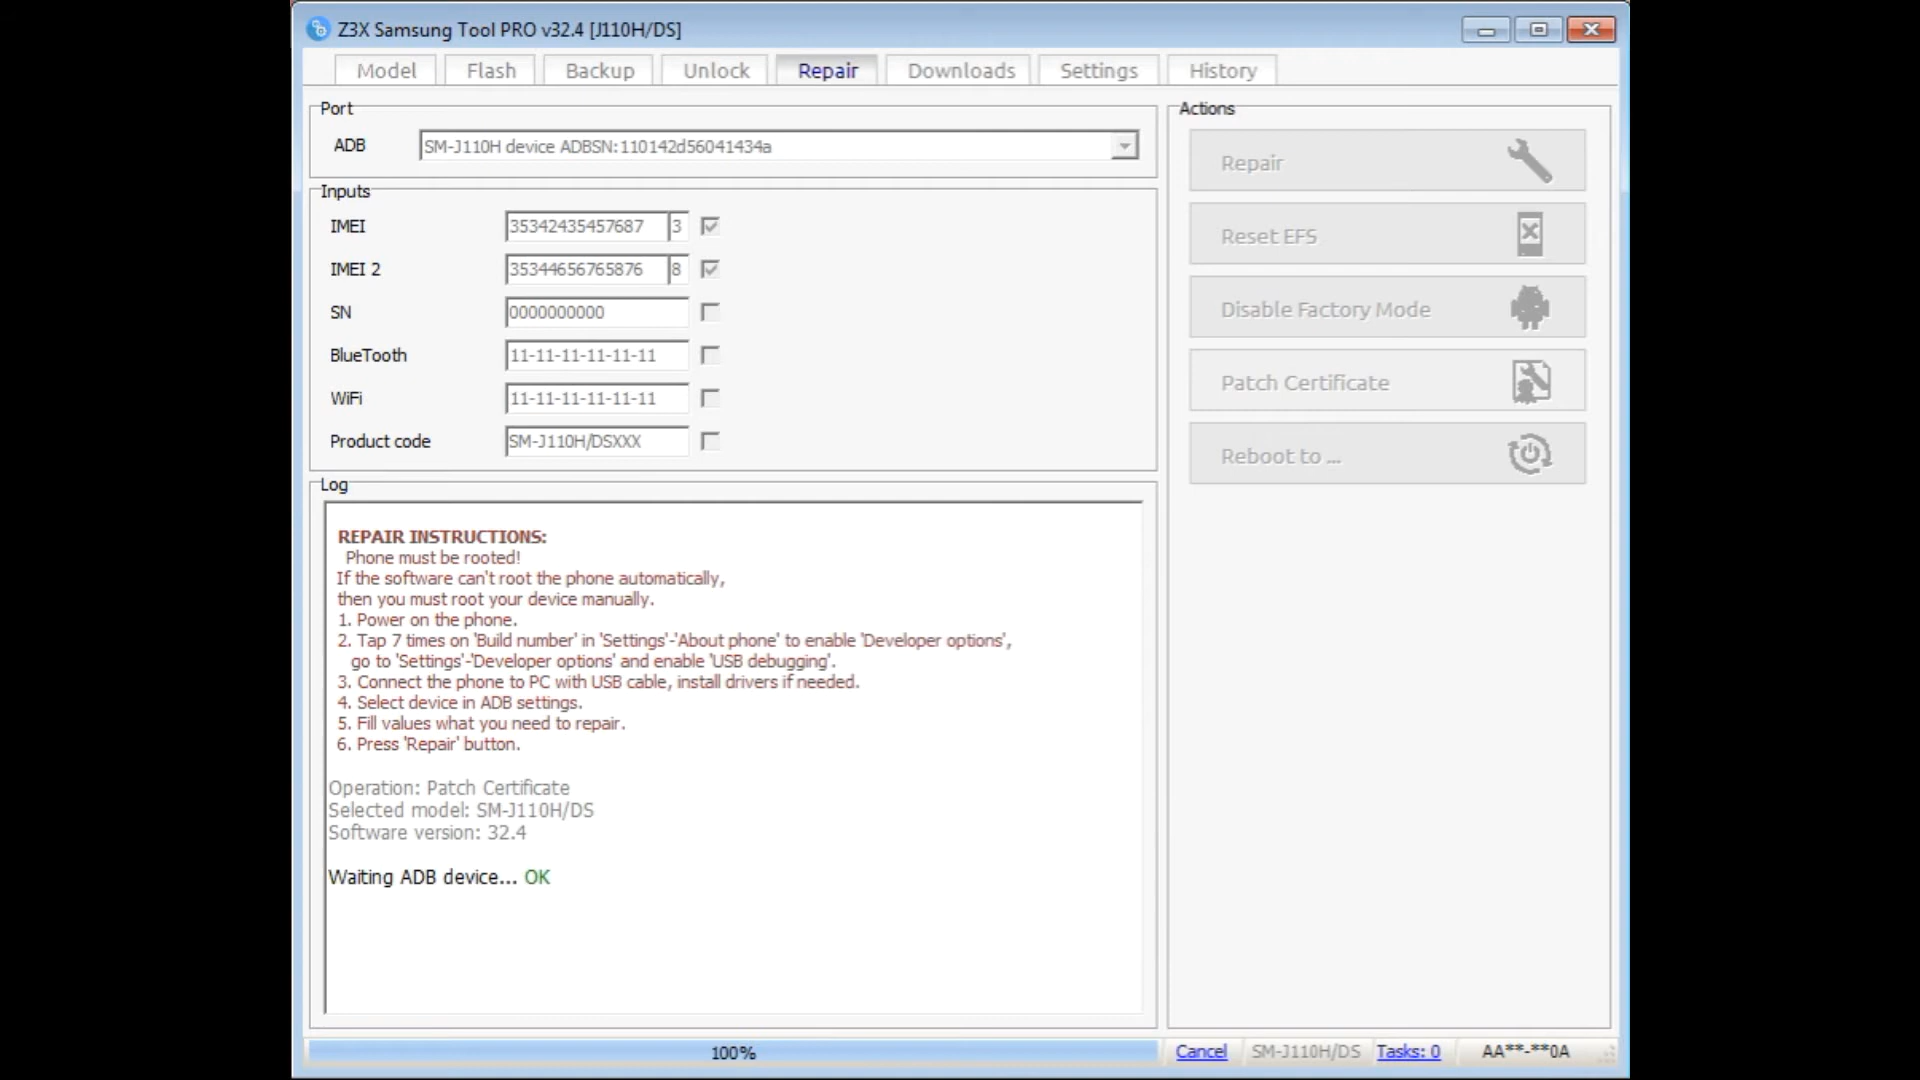 Z3X Samsung Tool PRO v32.4 [J110H/DS]
Model Flash Backup Unlock Repair Downloads Settings History
Port
ADB SM-J110H device ADBSN:110142d56041434a
Inputs
IMEI 35342435457687 3
IMEI 2 35344656765876 8
SN 0000000000
BlueTooth 11-11-11-11-11-11
WiFi 11-11-11-11-11-11
Product code SM-J110H/DSXXX
Log
REPAIR INSTRUCTIONS:
Phone must be rooted!
If the software can't root the phone automatically,
then you must root your device manually.
1. Power on the phone.
2. Tap 7 times on 'Build number' in 'Settings'-'About phone' to enable 'Developer options',
go to 'Settings'-'Developer options' and enable 'USB debugging'.
3. Connect the phone to PC with USB cable, install drivers if needed.
4. Select device in ADB settings.
5. Fill values what you need to repair.
6. Press 'Repair' button.
Operation: Patch Certificate
Selected model: SM-J110H/DS
Software version: 32.4
Waiting ADB device... OK
Actions
Repair
Reset EFS
Disable Factory Mode
Patch Certificate
Reboot to ...
100% Cancel SM-J110H/DS Tasks: 0 AA**-**0A